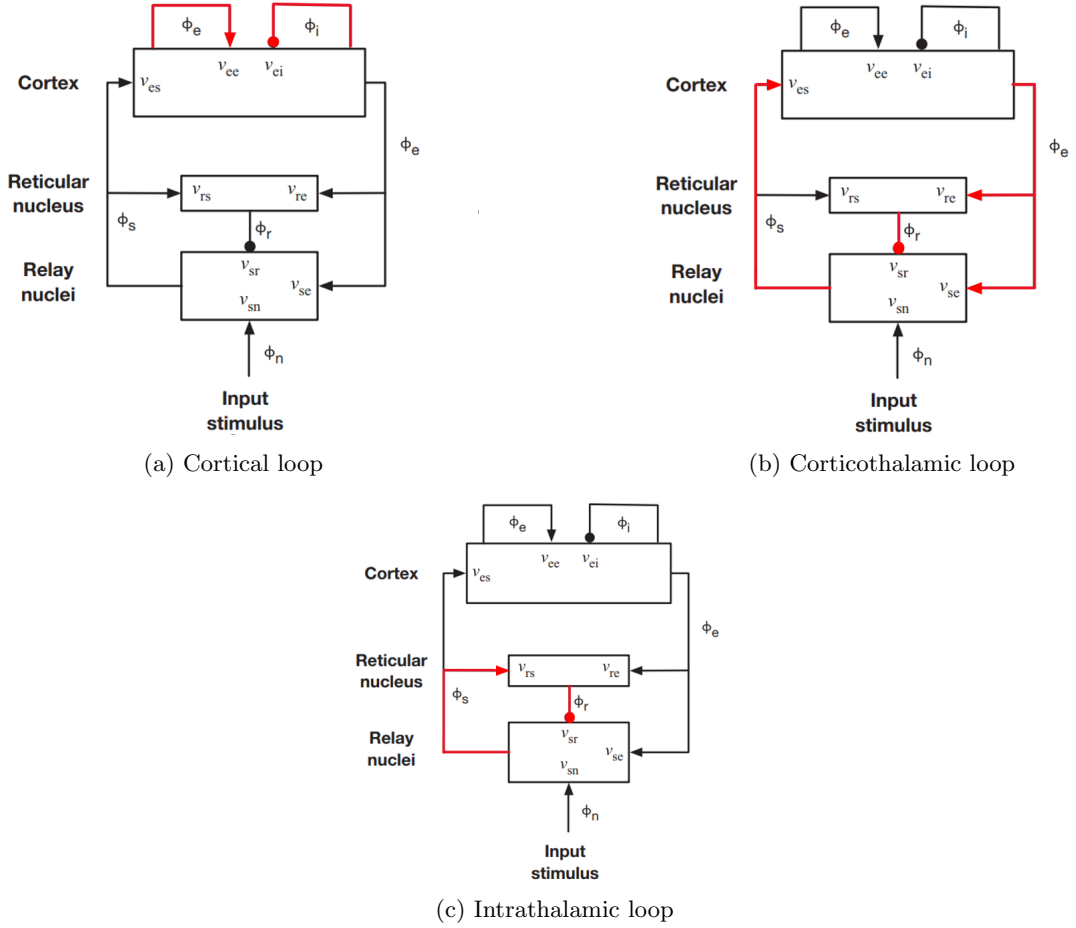 ϕe
ϕi
vee
vei
Cortex
ves
ϕe
Reticular
nucleus
vrs
vre
ϕs
ϕr
Relay
nuclei
vsr
vse
vsn
ϕn
Input
stimulus
(a) Cortical loop
ϕe
ϕi
vee
vei
Cortex
ves
ϕe
Reticular
nucleus
vrs
vre
ϕs
ϕr
Relay
nuclei
vsr
vse
vsn
ϕn
Input
stimulus
(b) Corticothalamic loop
ϕe
ϕi
vee
vei
Cortex
ves
ϕe
Reticular
nucleus
vrs
vre
ϕs
ϕr
Relay
nuclei
vsr
vse
vsn
ϕn
Input
stimulus
(c) Intrathalamic loop